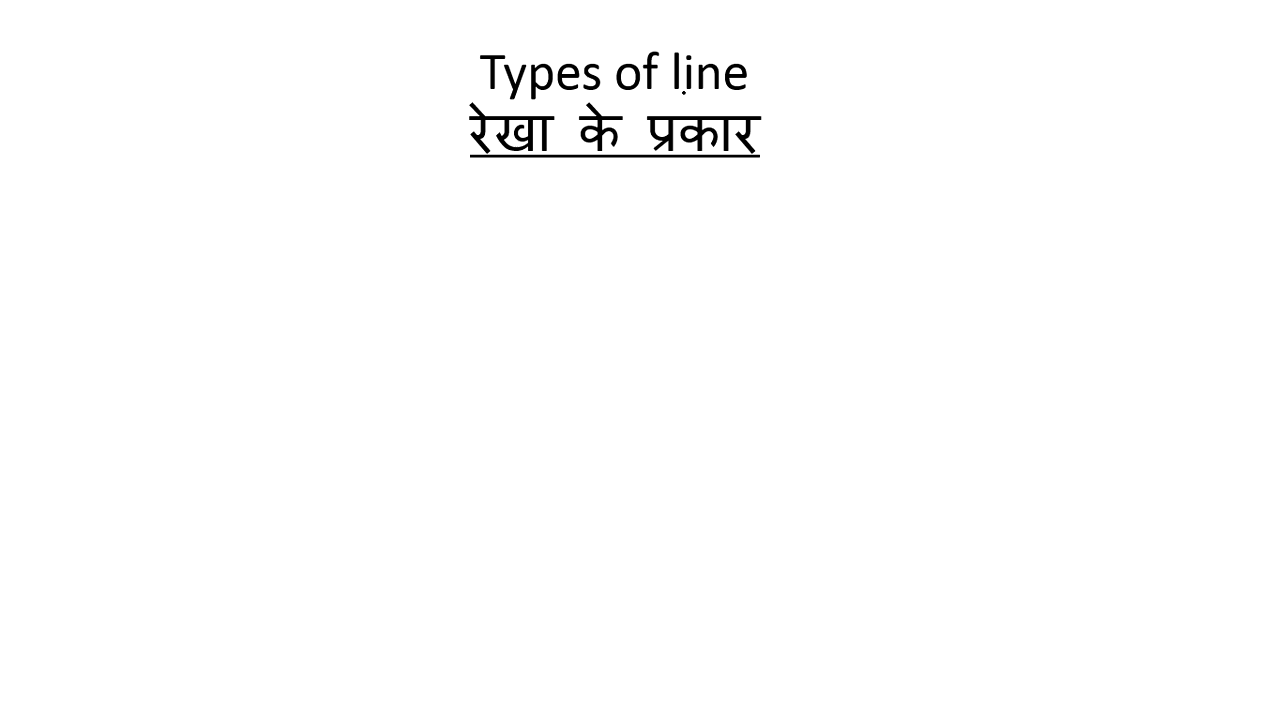 Types of line
रेखा के प्रकार